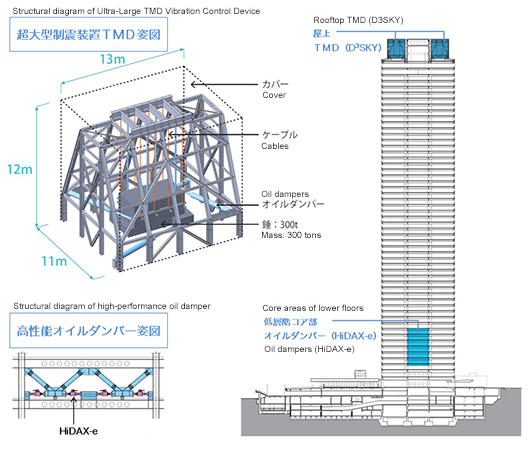 Structural diagram of Ultra-Large TMD Vibration Control Device
超大型制震装置TMD姿図
13m
12m
11m
カバー
Cover
ケーブル
Cables
Oil dampers
オイルダンパー
錘:300t
Mass: 300 tons
Structural diagram of high-performance oil damper
高性能オイルダンパー姿図
HiDAX-e
Rooftop TMD (D3SKY)
屋上
TMD(D³SKY)
Core areas of lower floors
低層階コア部
オイルダンパー(HiDAX-e)
Oil dampers (HiDAX-e)